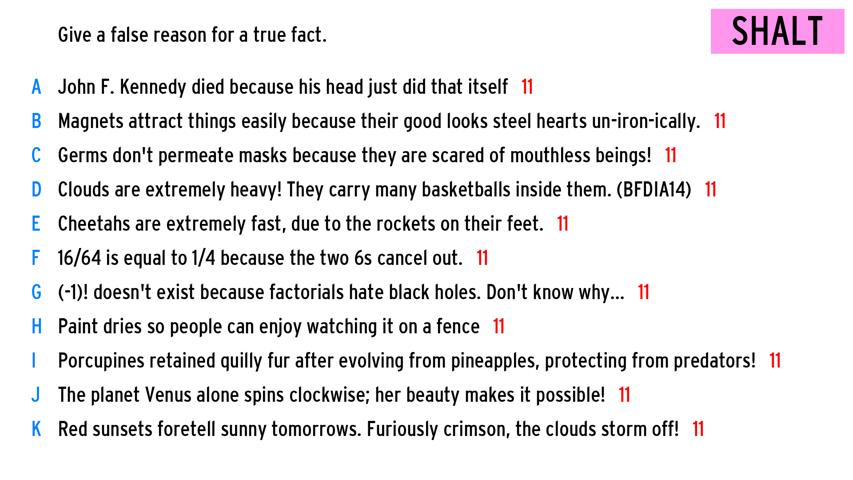 Give a false reason for a true fact.
SHALT
A John F. Kennedy died because his head just did that itself 11
B Magnets attract things easily because their good looks steel hearts un-iron-ically. 11
C Germs don't permeate masks because they are scared of mouthless beings! 11
D Clouds are extremely heavy! They carry many basketballs inside them. (BFDIA14) 11
E Cheetahs are extremely fast, due to the rockets on their feet. 11
F 16/64 is equal to 1/4 because the two 6s cancel out. 11
G (-1)! doesn't exist because factorials hate black holes. Don't know why... 11
H Paint dries so people can enjoy watching it on a fence 11
I Porcupines retained quilly fur after evolving from pineapples, protecting from predators! 11
J The planet Venus alone spins clockwise; her beauty makes it possible! 11
K Red sunsets foretell sunny tomorrows. Furiously crimson, the clouds storm off! 11